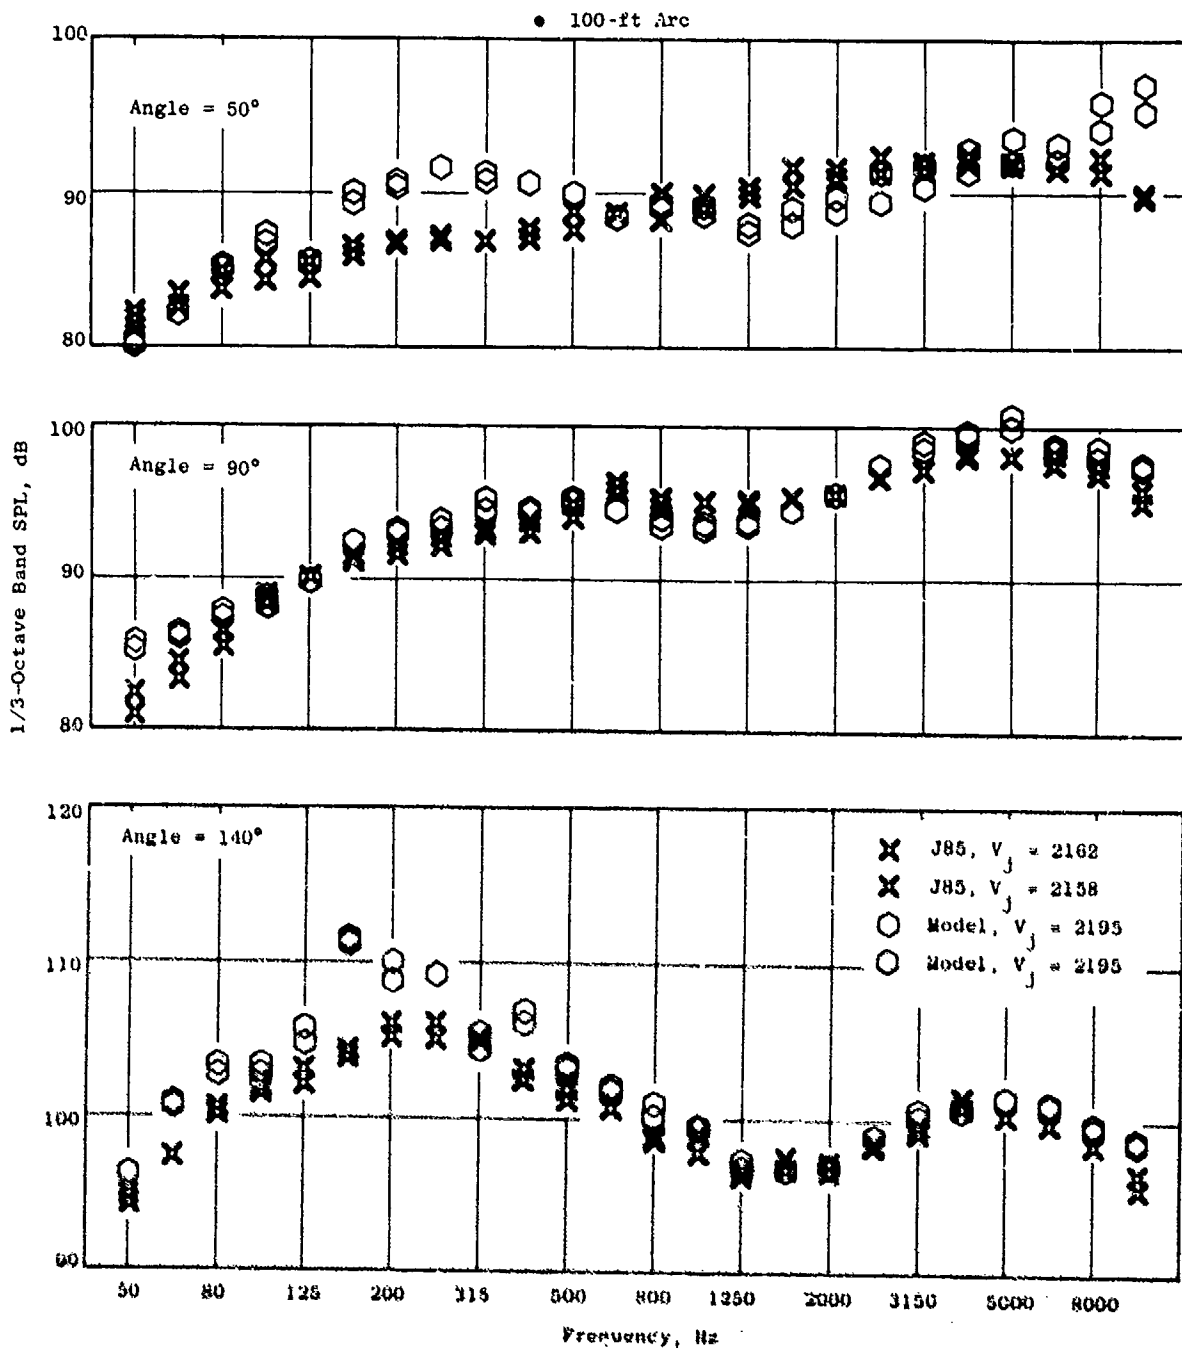 ● 100-ft Arc
100
Angle = 50°
90
80
1/3-Octave Band SPL, dB
100
Angle = 90°
90
80
120
Angle = 140°
J85, Vj = 2162
J85, Vj = 2158
Model, Vj = 2195
Model, Vj = 2195
110
100
90
50 80 125 200 315 500 800 1250 2000 3150 5000 8000
Frequency, Hz